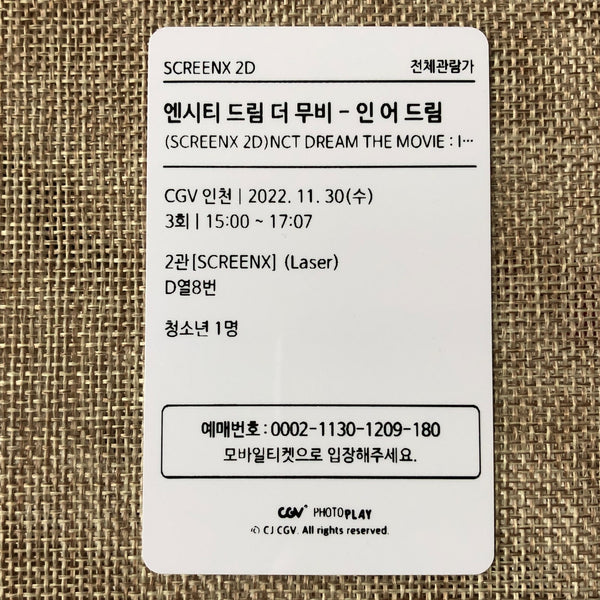 SCREENX 2D 전체관람가
엔시티 드림 더 무비 - 인 어 드림
(SCREENX 2D)NCT DREAM THE MOVIE : I…
CGV 인천 | 2022. 11. 30(수)
3회 | 15:00 ~ 17:07
2관[SCREENX] (Laser)
D열8번
청소년 1명
예매번호 : 0002-1130-1209-180
모바일티켓으로 입장해주세요.
CGV PHOTOPLAY
© CJ CGV. All rights reserved.